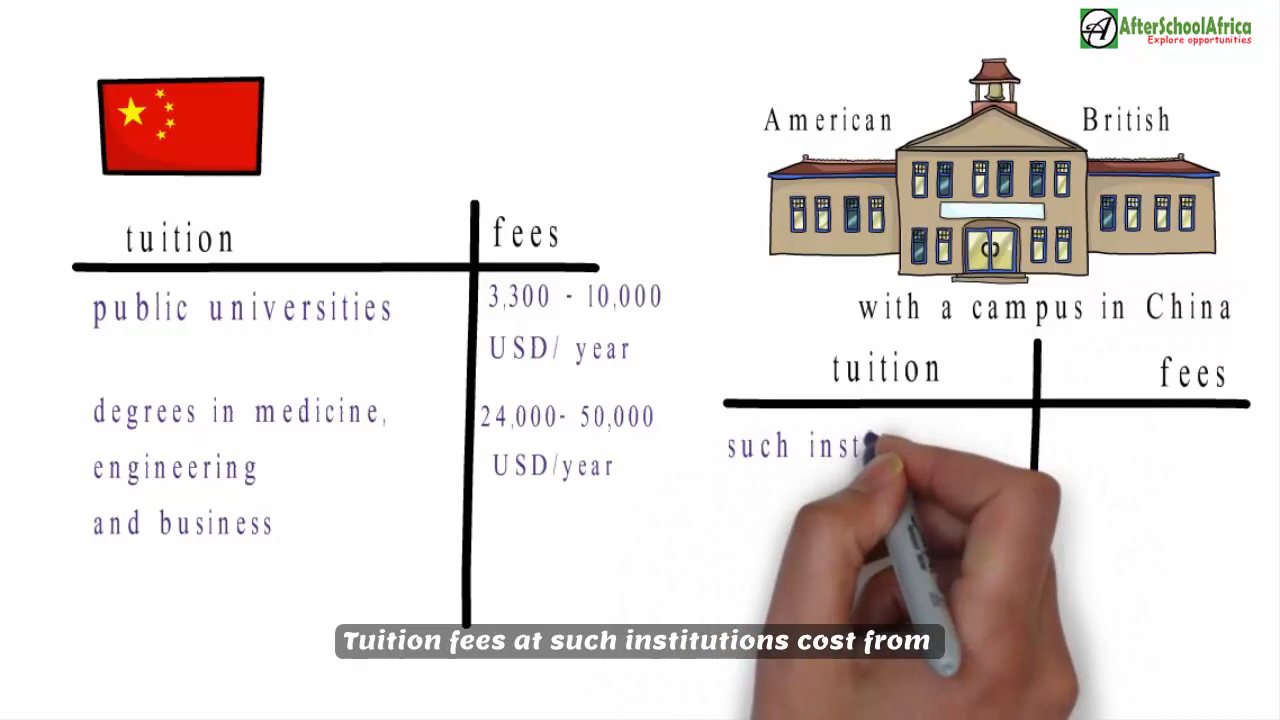 AfterSchoolAfrica
Explore opportunities
American
British
with a campus in China
tuition
fees
public universities
3,300 - 10,000
USD/ year
degrees in medicine,
engineering
and business
24,000- 50,000
USD/year
tuition
fees
such inst
Tuition fees at such institutions cost from